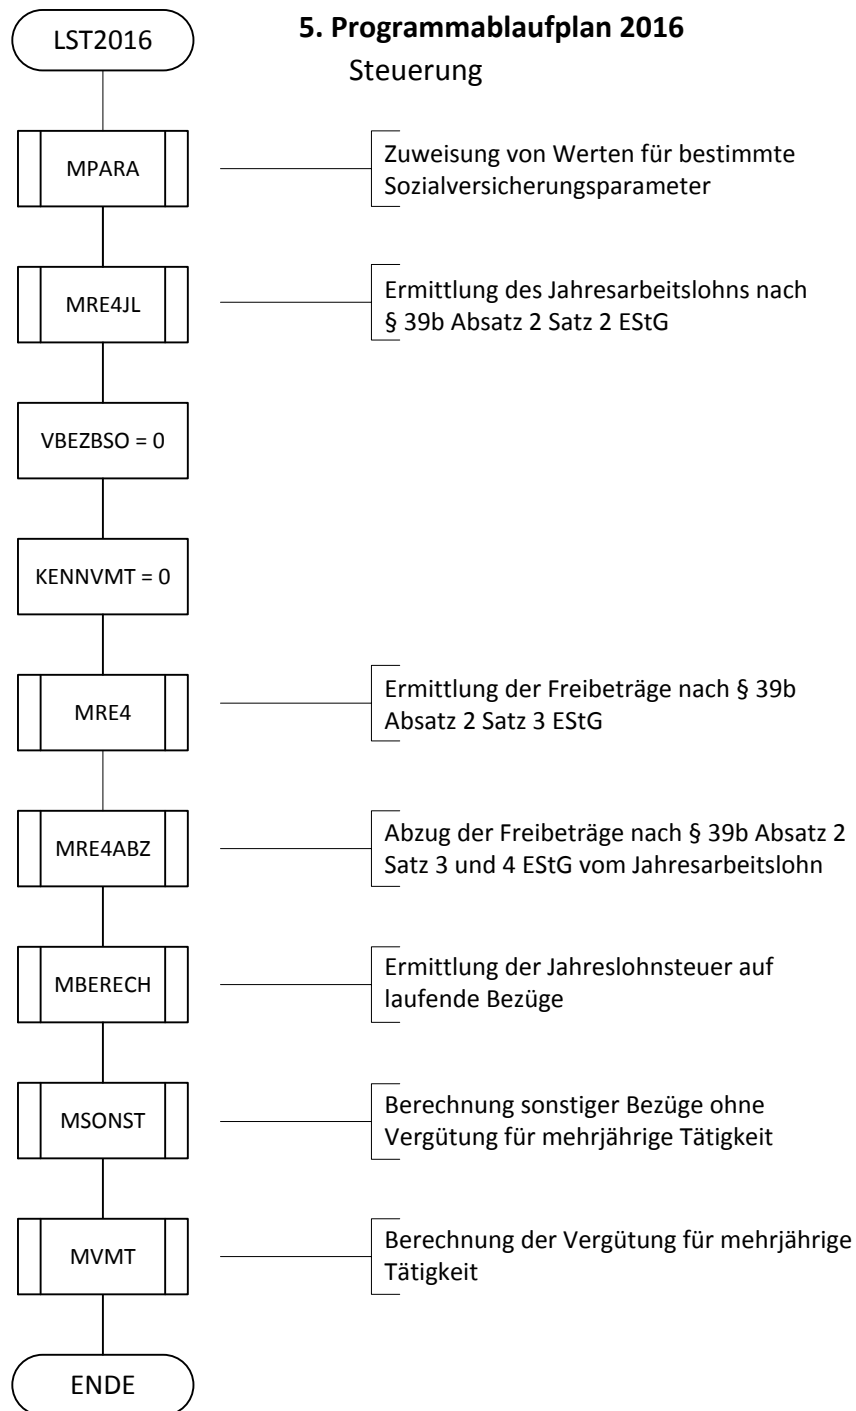 LST2016
5. Programmablaufplan 2016
Steuerung
MPARA
Zuweisung von Werten für bestimmte
Sozialversicherungsparameter
MRE4JL
Ermittlung des Jahresarbeitslohns nach
§ 39b Absatz 2 Satz 2 EStG
VBEZBSO = 0
KENNVMT = 0
MRE4
Ermittlung der Freibeträge nach § 39b
Absatz 2 Satz 3 EStG
MRE4ABZ
Abzug der Freibeträge nach § 39b Absatz 2
Satz 3 und 4 EStG vom Jahresarbeitslohn
MBERECH
Ermittlung der Jahreslohnsteuer auf
laufende Bezüge
MSONST
Berechnung sonstiger Bezüge ohne
Vergütung für mehrjährige Tätigkeit
MVMT
Berechnung der Vergütung für mehrjährige
Tätigkeit
ENDE